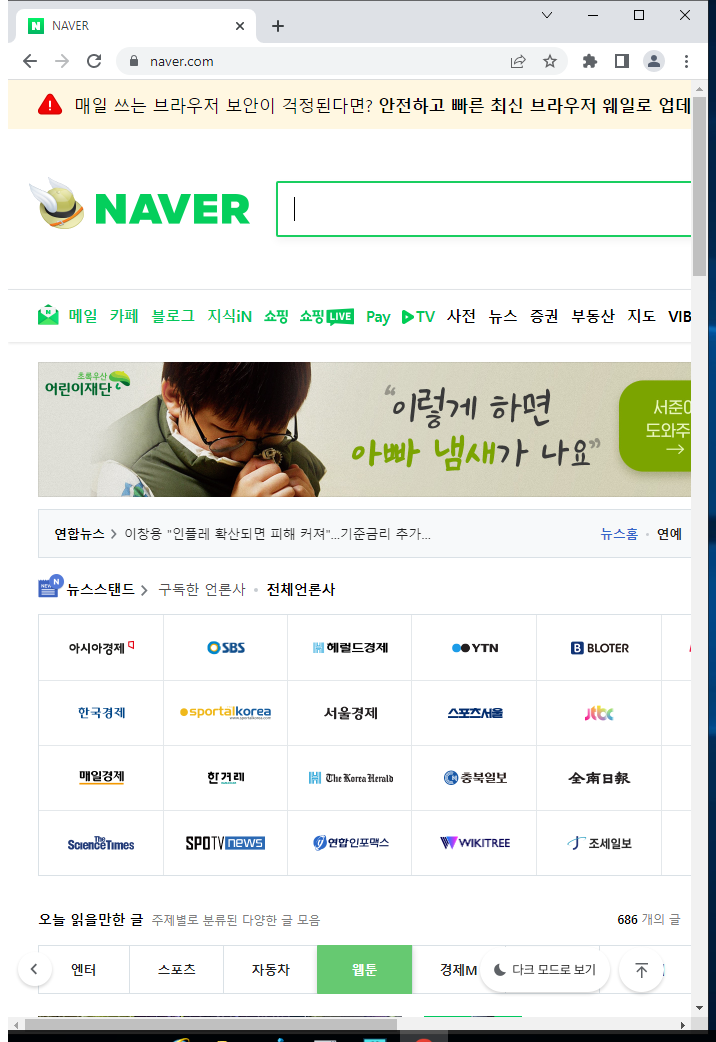 NAVER
naver.com
매일 쓰는 브라우저 보안이 걱정된다면? 안전하고 빠른 최신 브라우저 웨일로 업데
NAVER
메일 카페 블로그 지식iN 쇼핑 쇼핑LIVE Pay TV 사전 뉴스 증권 부동산 지도 VIB
초록우산
어린이재단
“이렇게 하면
아빠 냄새가 나요”
서준이
도와주
연합뉴스 이창용 "인플레 확산되면 피해 커져"...기준금리 추가... 뉴스홈 연예
뉴스스탠드 구독한 언론사 전체언론사
아시아경제 SBS 헤럴드경제 YTN BLOTER
한국경제 sportalkorea 서울경제 스포츠서울 jtbc
www.sportalkorea.com
매일경제 한겨레 The Korea Herald 충북일보 全南日報
The ScienceTimes SPOTV news 연합인포맥스 WIKITREE 조세일보
오늘 읽을만한 글 주제별로 분류된 다양한 글 모음 686 개의 글
엔터 스포츠 자동차 웹툰 경제M 다크 모드로 보기